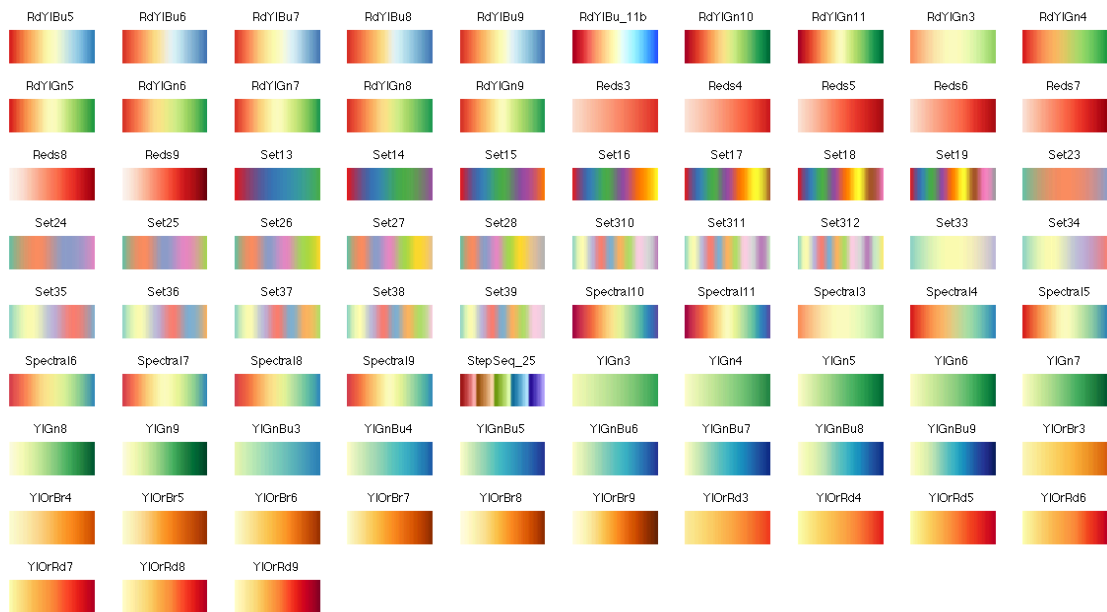 RdYlBu5 RdYlBu6 RdYlBu7 RdYlBu8 RdYlBu9 RdYlBu_11b RdYlGn10 RdYlGn11 RdYlGn3 RdYlGn4
RdYlGn5 RdYlGn6 RdYlGn7 RdYlGn8 RdYlGn9 Reds3 Reds4 Reds5 Reds6 Reds7
Reds8 Reds9 Set13 Set14 Set15 Set16 Set17 Set18 Set19 Set23
Set24 Set25 Set26 Set27 Set28 Set310 Set311 Set312 Set33 Set34
Set35 Set36 Set37 Set38 Set39 Spectral10 Spectral11 Spectral3 Spectral4 Spectral5
Spectral6 Spectral7 Spectral8 Spectral9 StepSeq_25 YlGn3 YlGn4 YlGn5 YlGn6 YlGn7
YlGn8 YlGn9 YlGnBu3 YlGnBu4 YlGnBu5 YlGnBu6 YlGnBu7 YlGnBu8 YlGnBu9 YlOrBr3
YlOrBr4 YlOrBr5 YlOrBr6 YlOrBr7 YlOrBr8 YlOrBr9 YlOrRd3 YlOrRd4 YlOrRd5 YlOrRd6
YlOrRd7 YlOrRd8 YlOrRd9